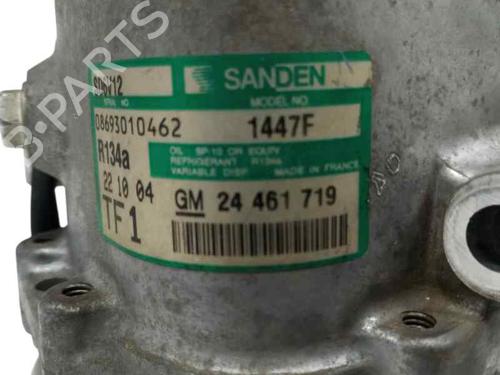 SD6V12
SANDEN
SERIAL NO.
MODEL NO.
08693010462
1447F
R134a
OIL SP-10 OR EQUIV
REFRIGERANT R134a
VARIABLE DISP. MADE IN FRANCE
22 10 04
GM 24 461 719
TF1
B-PARTS